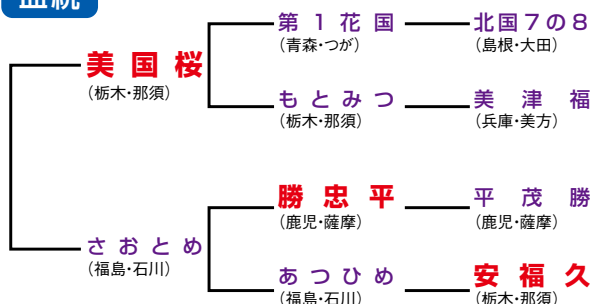 血統
第1花国
(青森・つが)
北国7の8
(島根・大田)
美国桜
(栃木・那須)
もとみつ
(栃木・那須)
美津福
(兵庫・美方)
勝忠平
(鹿児・薩摩)
平茂勝
(鹿児・薩摩)
さおとめ
(福島・石川)
あつひめ
(福島・石川)
安福久
(栃木・那須)